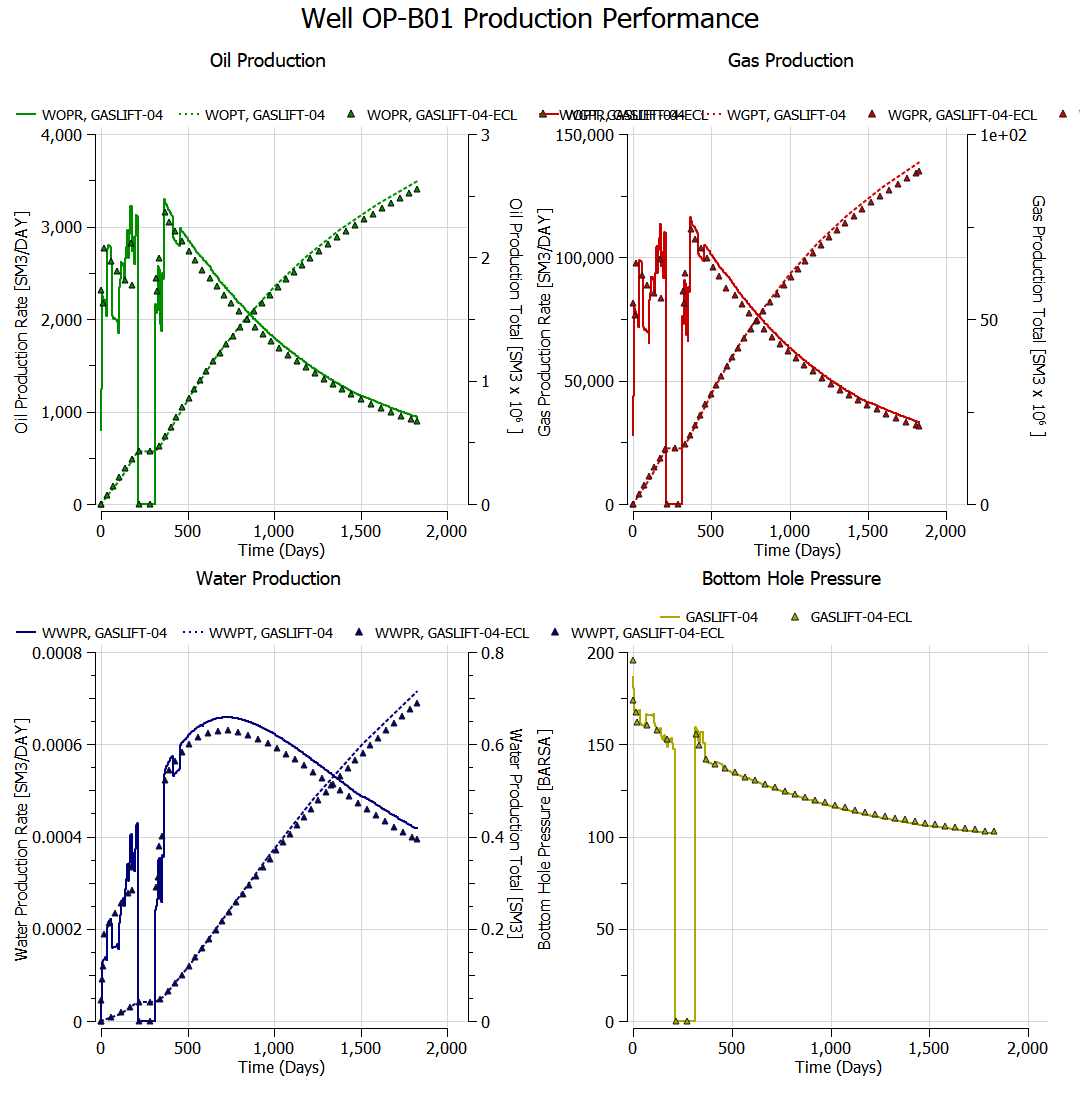 Well OP-B01 Production Performance
Oil Production
WOPR, GASLIFT-04 WOPT, GASLIFT-04 WOPR, GASLIFT-04-ECL
4,000
3,000
2,000
1,000
0
3
2
1
0
Oil Production Rate [SM3/DAY]
Oil Production Total [SM3 x 10⁶ ]
0 500 1,000 1,500 2,000
Time (Days)
Gas Production
WGPT, GASLIFT-04 WGPR, GASLIFT-04-ECL W
150,000
100,000
50,000
0
1e+02
50
0
Gas Production Rate [SM3/DAY]
Gas Production Total [SM3 x 10⁶ ]
0 500 1,000 1,500 2,000
Time (Days)
Water Production
WWPR, GASLIFT-04 WWPT, GASLIFT-04 WWPR, GASLIFT-04-ECL WWPT, GASLIFT-04-ECL
0.0008
0.0006
0.0004
0.0002
0
0.8
0.6
0.4
0.2
0
Water Production Rate [SM3/DAY]
Water Production Total [SM3]
0 500 1,000 1,500 2,000
Time (Days)
Bottom Hole Pressure
GASLIFT-04 GASLIFT-04-ECL
200
150
100
50
0
Bottom Hole Pressure [BARSA]
0 500 1,000 1,500 2,000
Time (Days)